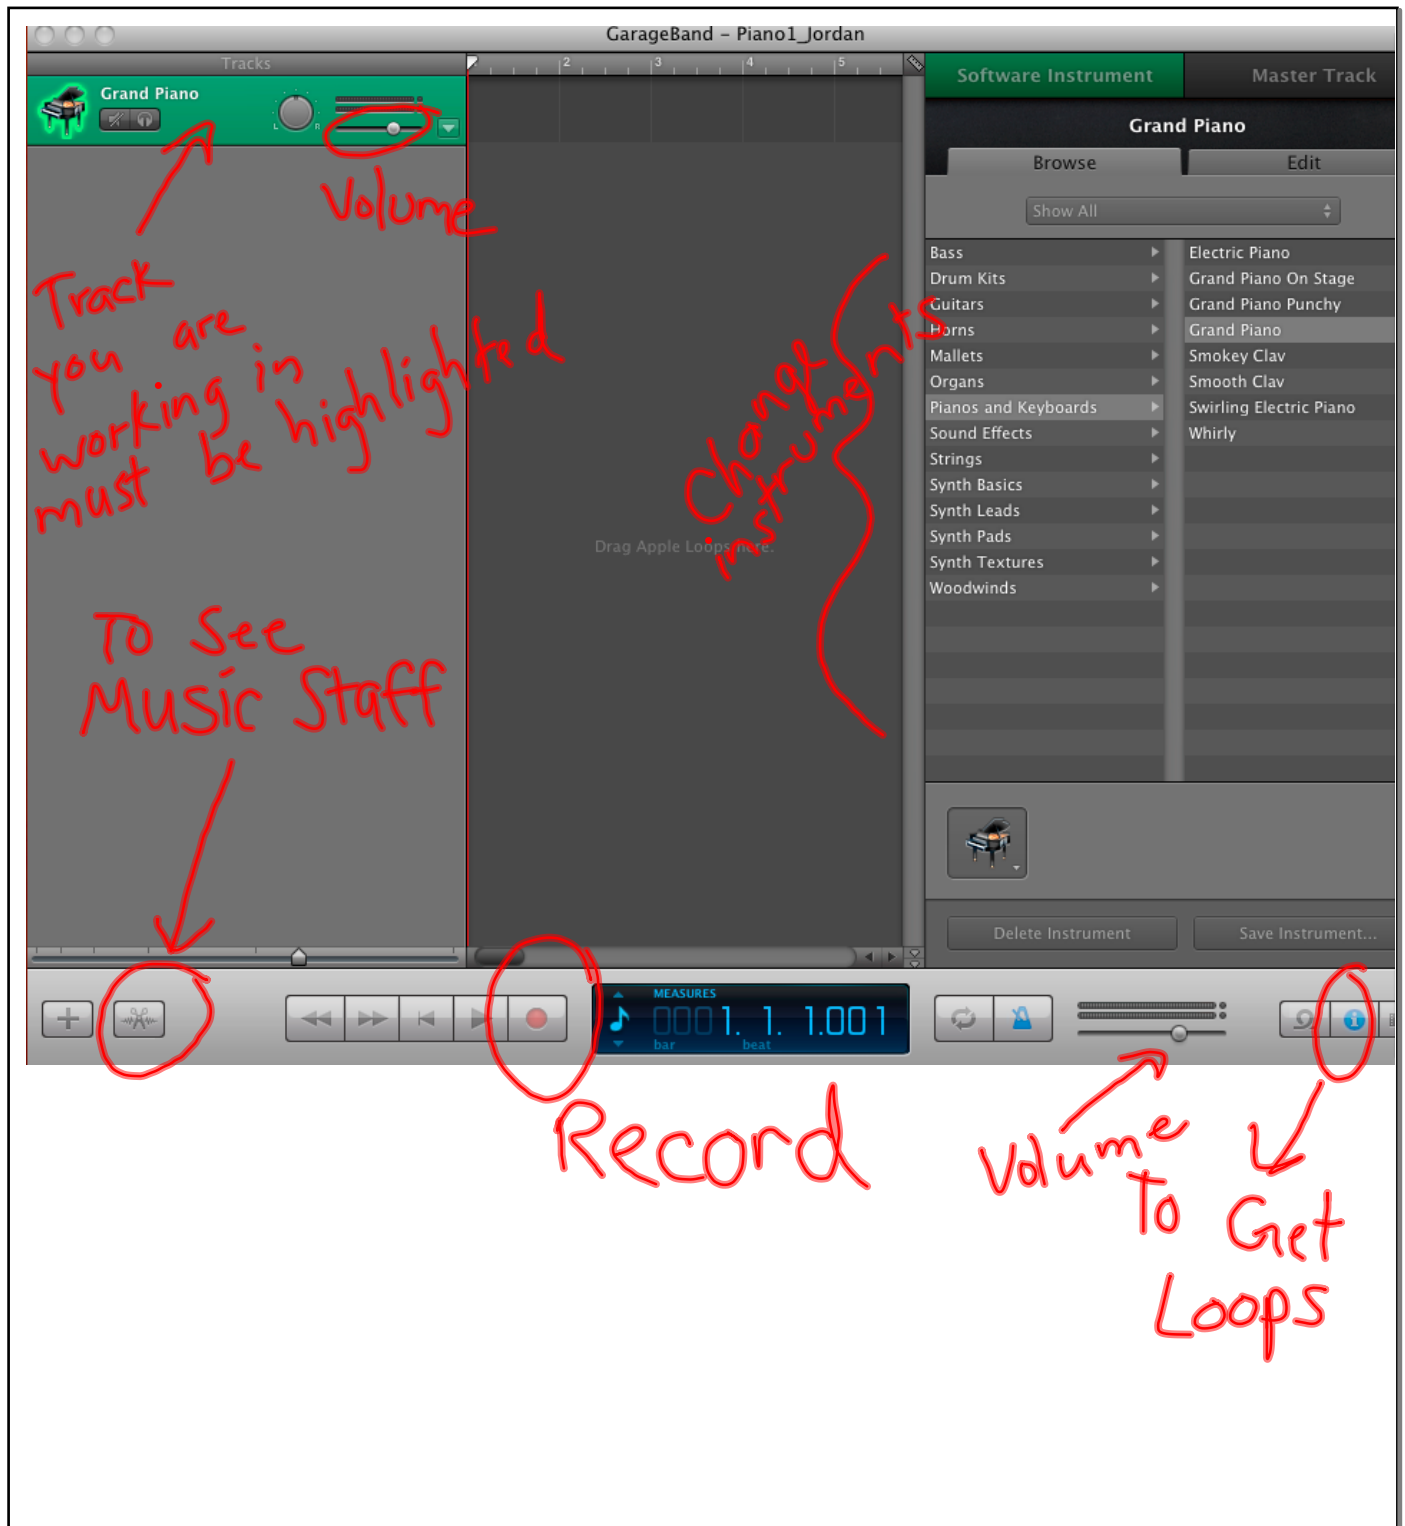 GarageBand – Piano1_Jordan
Tracks
2 3 4 5
Software Instrument
Master Track
Grand Piano
L R
Volume
Grand Piano
Browse
Edit
Show All
Track
you are
working in
must be highlighted
Change
instruments
Bass
Drum Kits
Guitars
Horns
Mallets
Organs
Pianos and Keyboards
Sound Effects
Strings
Synth Basics
Synth Leads
Synth Pads
Synth Textures
Woodwinds
Electric Piano
Grand Piano On Stage
Grand Piano Punchy
Grand Piano
Smokey Clav
Smooth Clav
Swirling Electric Piano
Whirly
Drag Apple Loops here.
To See
Music Staff
Delete Instrument
Save Instrument...
MEASURES
0001. 1. 1.001
bar beat
Record
Volume
To Get
Loops